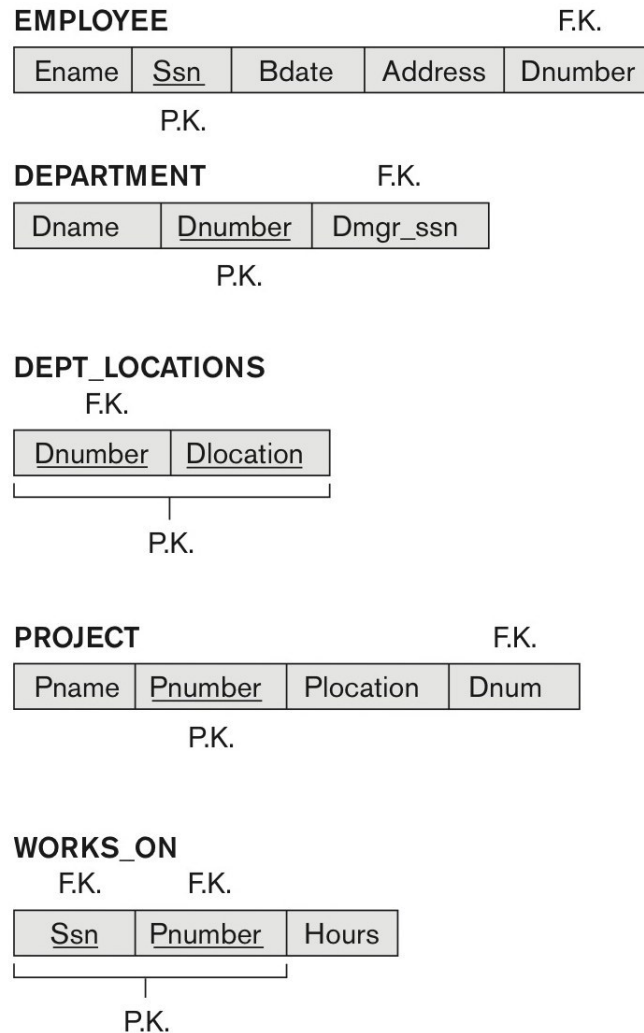 EMPLOYEE F.K.
Ename Ssn Bdate Address Dnumber
P.K.
DEPARTMENT F.K.
Dname Dnumber Dmgr_ssn
P.K.
DEPT_LOCATIONS
F.K.
Dnumber Dlocation
P.K.
PROJECT F.K.
Pname Pnumber Plocation Dnum
P.K.
WORKS_ON
F.K. F.K.
Ssn Pnumber Hours
P.K.